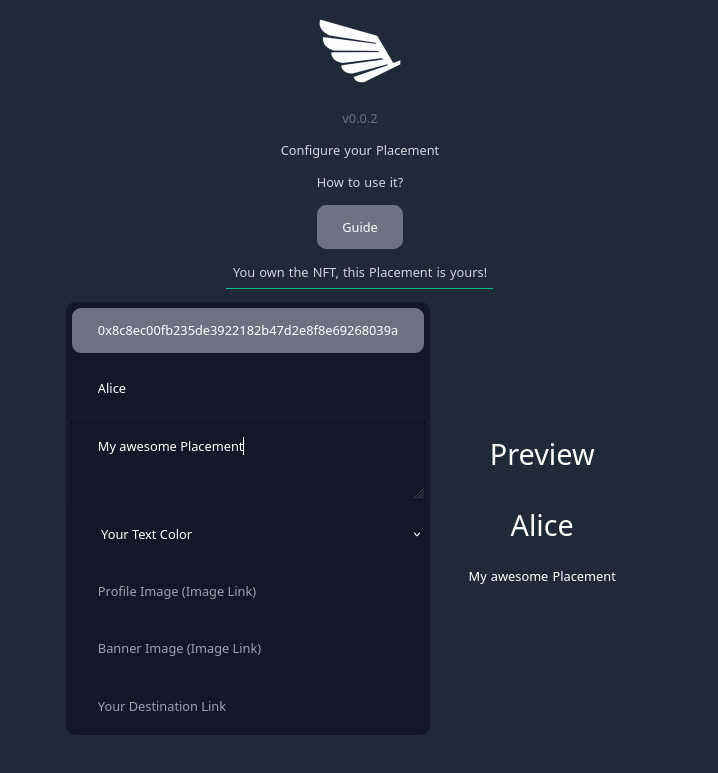 v0.0.2
Configure your Placement
How to use it?
Guide
You own the NFT, this Placement is yours!
0x8c8ec00fb235de3922182b47d2e8f8e69268039a
Alice
My awesome Placement
Your Text Color
Profile Image (Image Link)
Banner Image (Image Link)
Your Destination Link
Preview
Alice
My awesome Placement